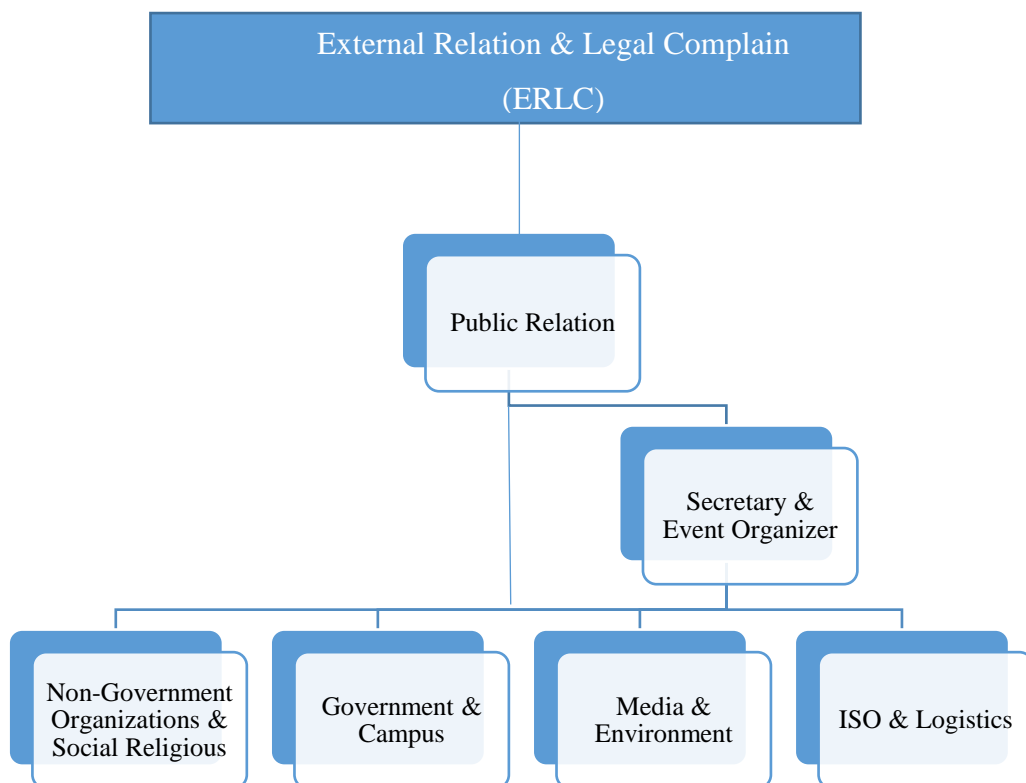 External Relation & Legal Complain
(ERLC)
Public Relation
Secretary &
Event Organizer
Non-Government
Organizations &
Social Religious
Government &
Campus
Media &
Environment
ISO & Logistics